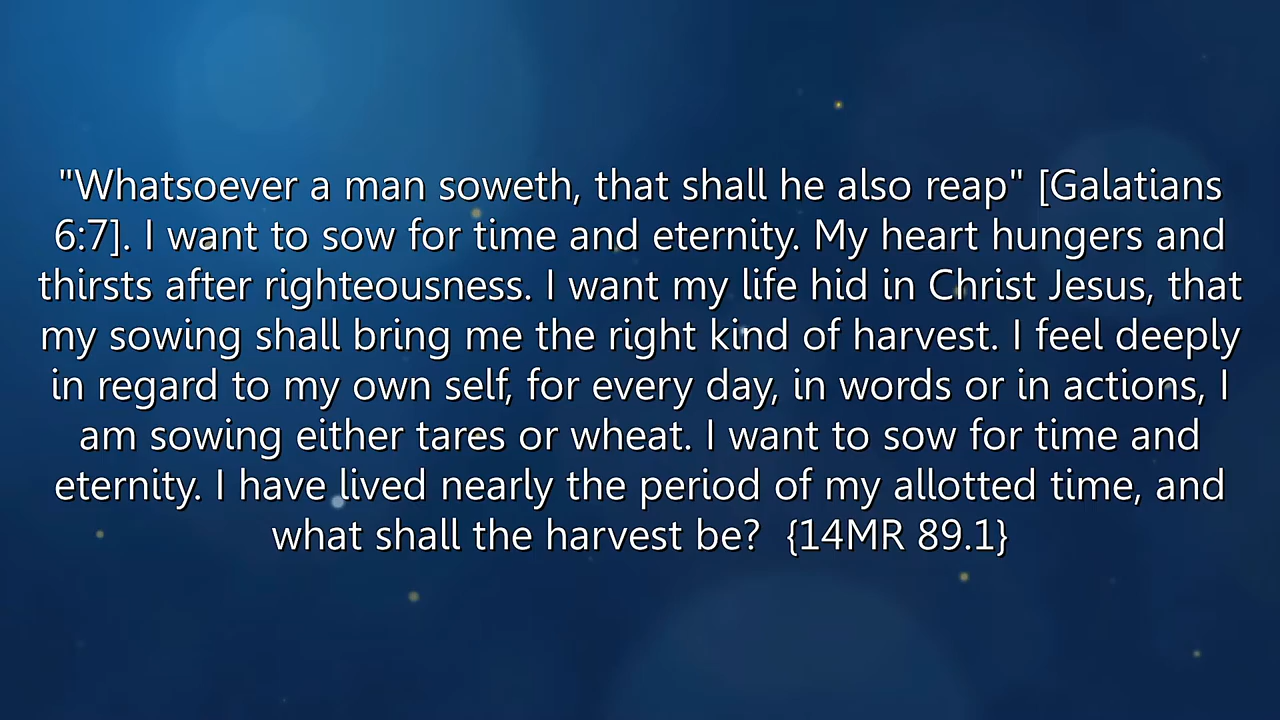 "Whatsoever a man soweth, that shall he also reap" [Galatians
6:7]. I want to sow for time and eternity. My heart hungers and
thirsts after righteousness. I want my life hid in Christ Jesus, that
my sowing shall bring me the right kind of harvest. I feel deeply
in regard to my own self, for every day, in words or in actions, I
am sowing either tares or wheat. I want to sow for time and
eternity. I have lived nearly the period of my allotted time, and
what shall the harvest be?  {14MR 89.1}